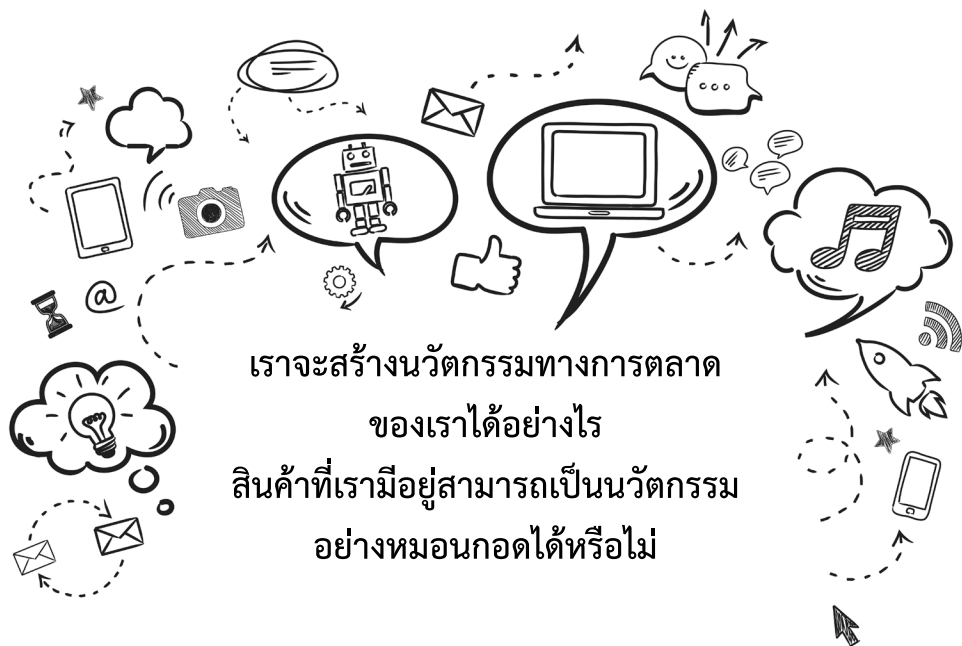 เราจะสร้างนวัตกรรมทางการตลาด
ของเราได้อย่างไร
สินค้าที่เรามีอยู่สามารถเป็นนวัตกรรม
อย่างหมอนกอดได้หรือไม่
@